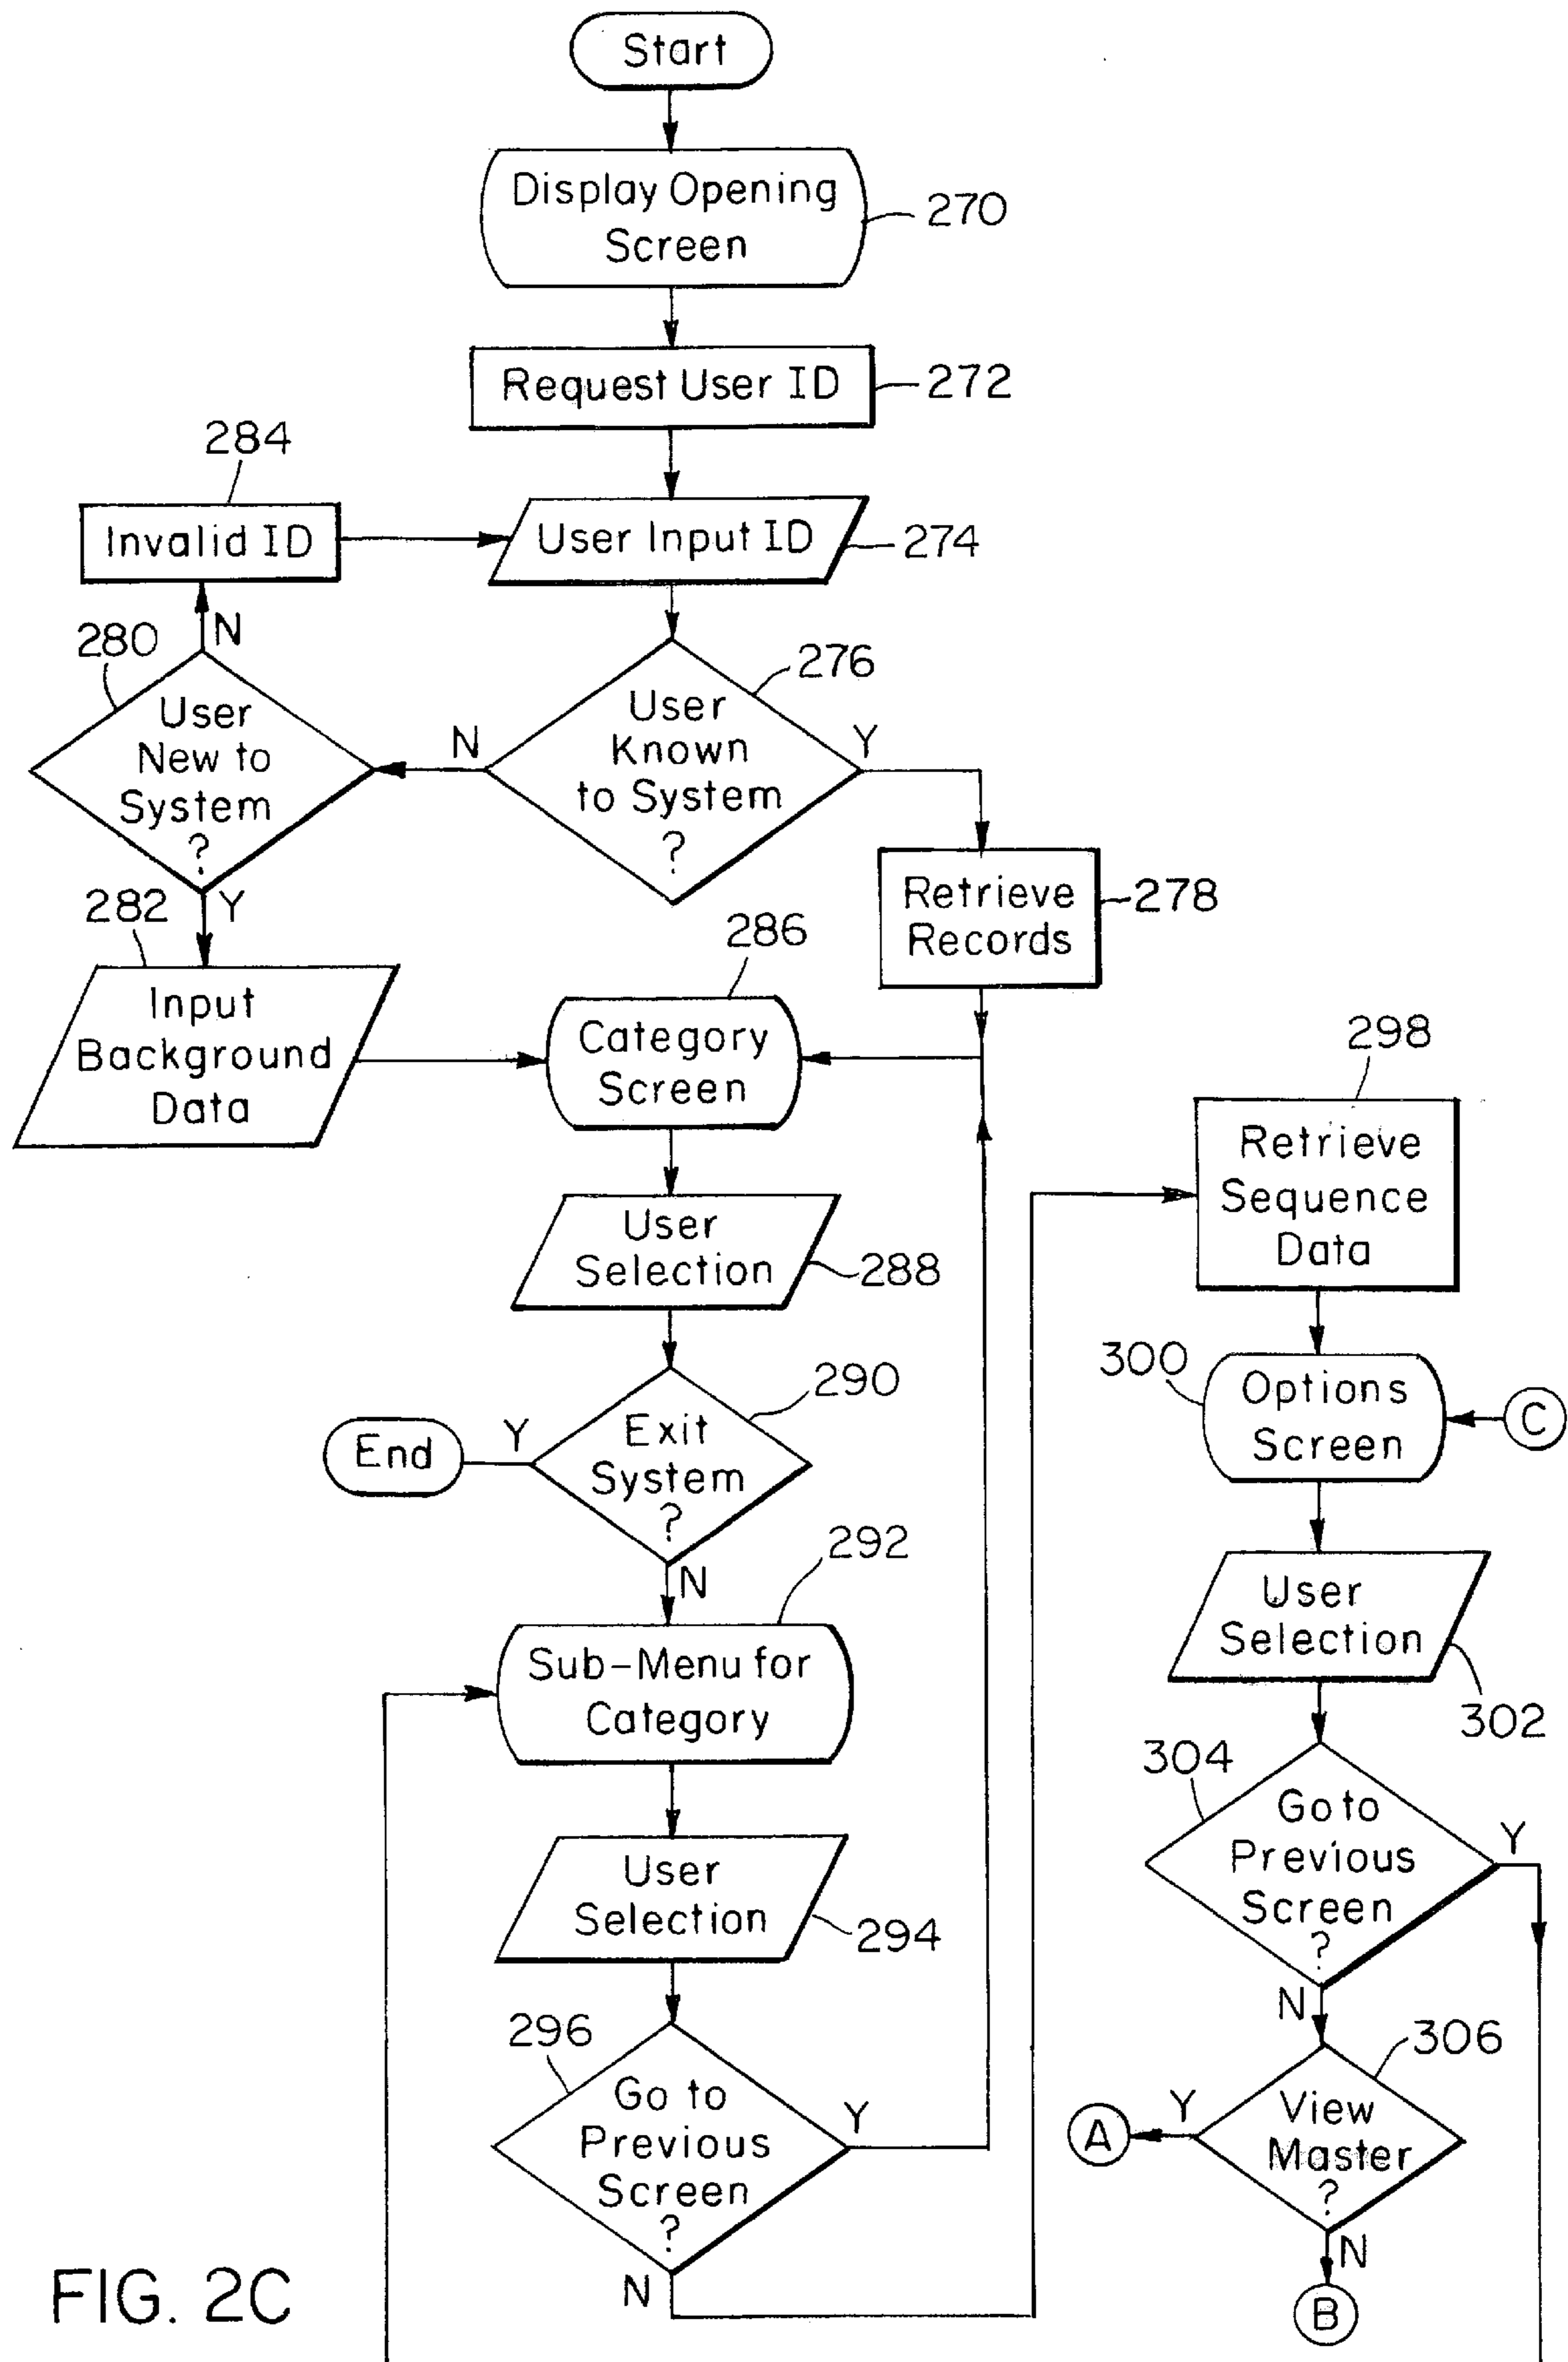 Start
Display Opening
Screen
270
Request User ID
272
284
Invalid ID
User Input ID
274
280
N
User
New to
System
?
Y
N
276
User
Known
to System
?
Y
282
Input
Background
Data
Retrieve
Records
278
286
Category
Screen
User
Selection
288
290
Exit
System
?
Y
End
N
292
Sub-Menu for
Category
User
Selection
294
296
Go to
Previous
Screen
?
Y
N
298
Retrieve
Sequence
Data
300
Options
Screen
C
User
Selection
302
304
Go to
Previous
Screen
?
Y
N
306
View
Master
?
Y
A
N
B
FIG. 2C